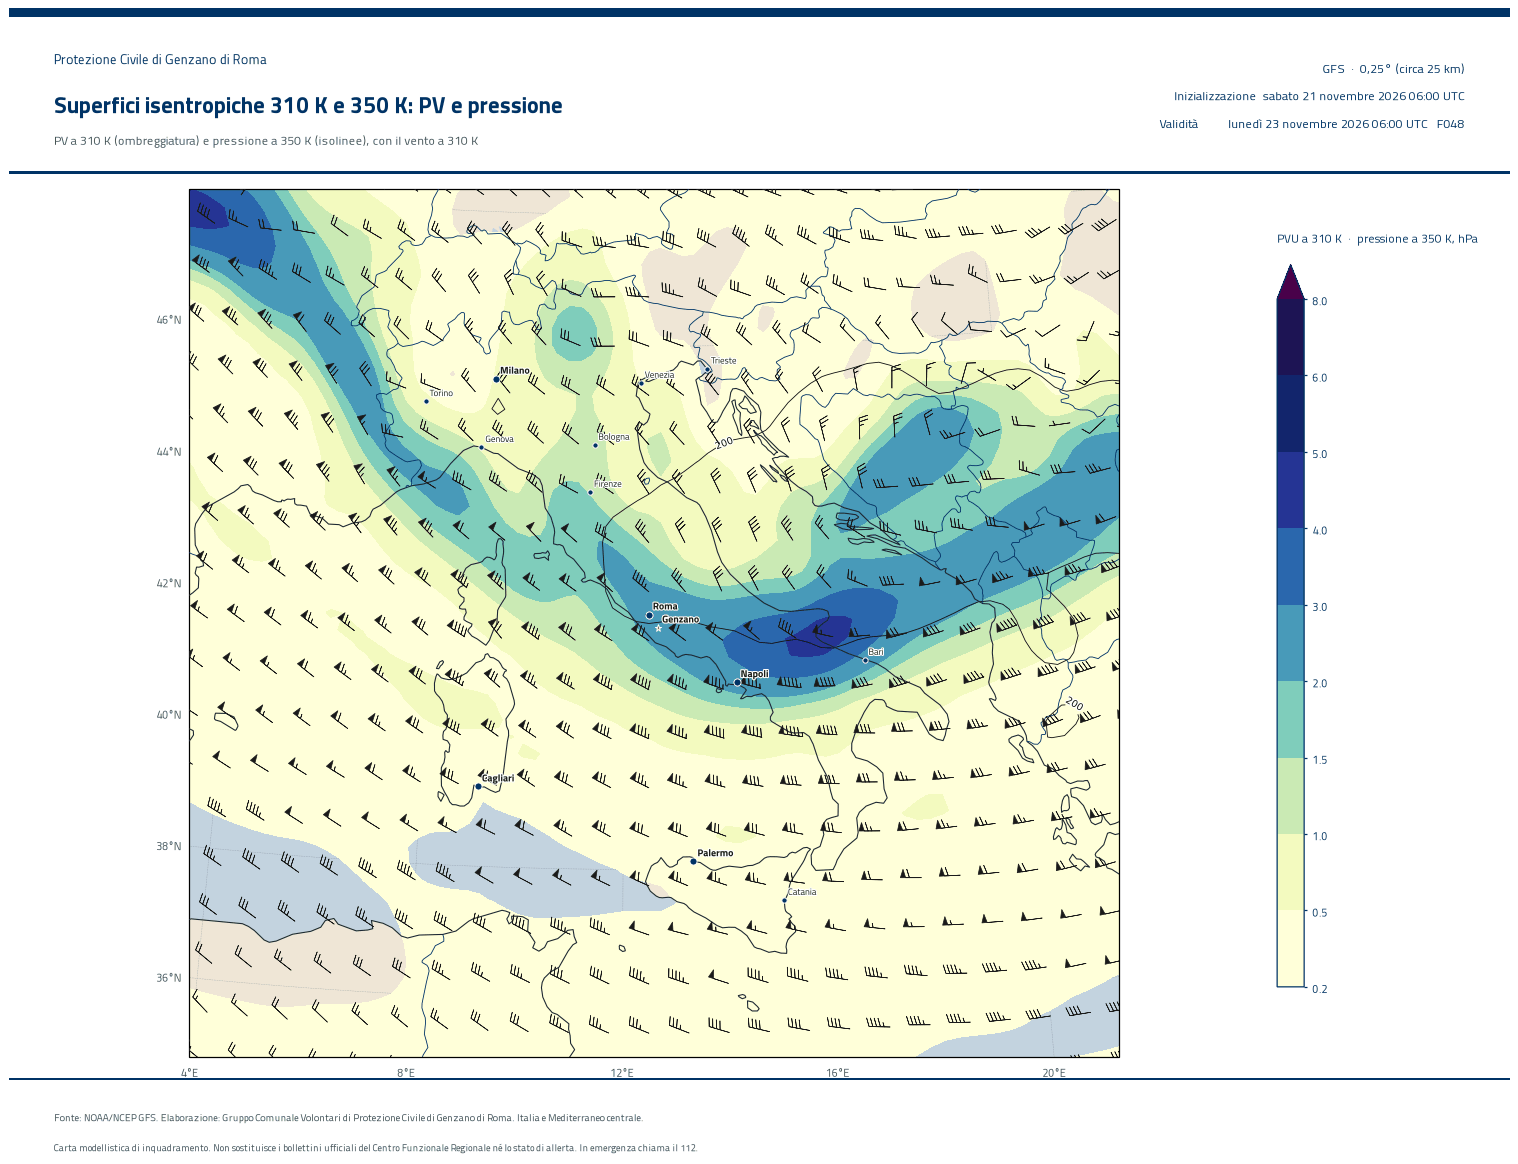 Protezione Civile di Genzano di Roma
Superfici isentropiche 310 K e 350 K: PV e pressione
PV a 310 K (ombreggiatura) e pressione a 350 K (isolinee), con il vento a 310 K
GFS · 0,25° (circa 25 km)
Inizializzazione sabato 21 novembre 2026 06:00 UTC
Validità lunedì 23 novembre 2026 06:00 UTC F048
PVU a 310 K · pressione a 350 K, hPa
8.0
6.0
5.0
4.0
3.0
2.0
1.5
1.0
0.5
0.2
46°N
44°N
42°N
40°N
38°N
36°N
4°E
8°E
12°E
16°E
20°E
Trieste
Milano
Venezia
Torino
Genova
Bologna
200
Firenze
Roma
Genzano
Bari
Napoli
200
Cagliari
Palermo
Catania
Fonte: NOAA/NCEP GFS. Elaborazione: Gruppo Comunale Volontari di Protezione Civile di Genzano di Roma. Italia e Mediterraneo centrale.
Carta modellistica di inquadramento. Non sostituisce i bollettini ufficiali del Centro Funzionale Regionale né lo stato di allerta. In emergenza chiama il 112.